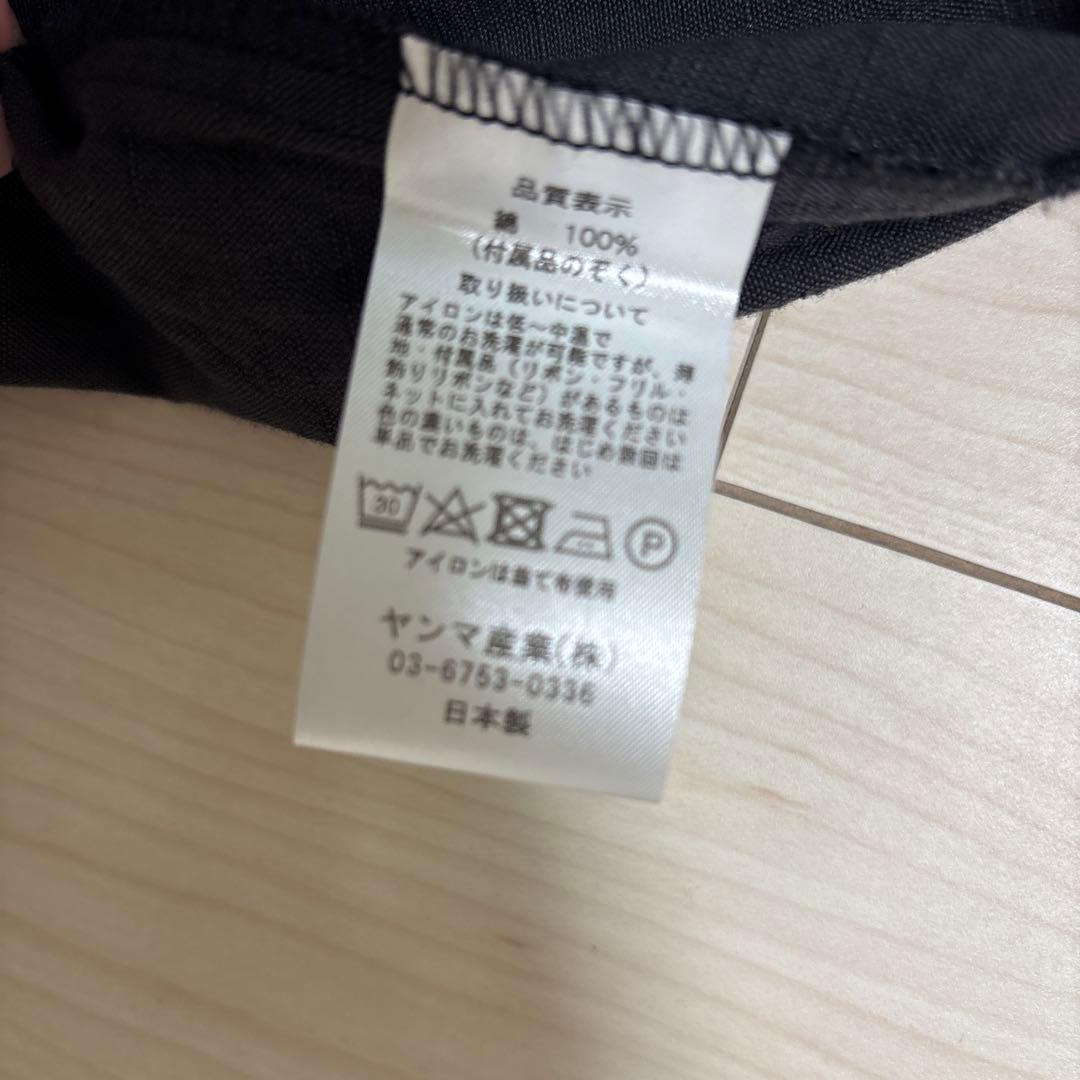 品質表示
綿 100%
(付属品のぞく)
取り扱いについて
アイロンは低〜中温で
通常のお洗濯が可能ですが、薄
地・付属品(リボン・フリル・
飾りリボンなど)があるものは
ネットに入れてお洗濯ください
色の濃いものは、はじめ数回は
単品でお洗濯ください
30
P
アイロンは当て布使用
ヤンマ産業(株)
03-6753-0336
日本製